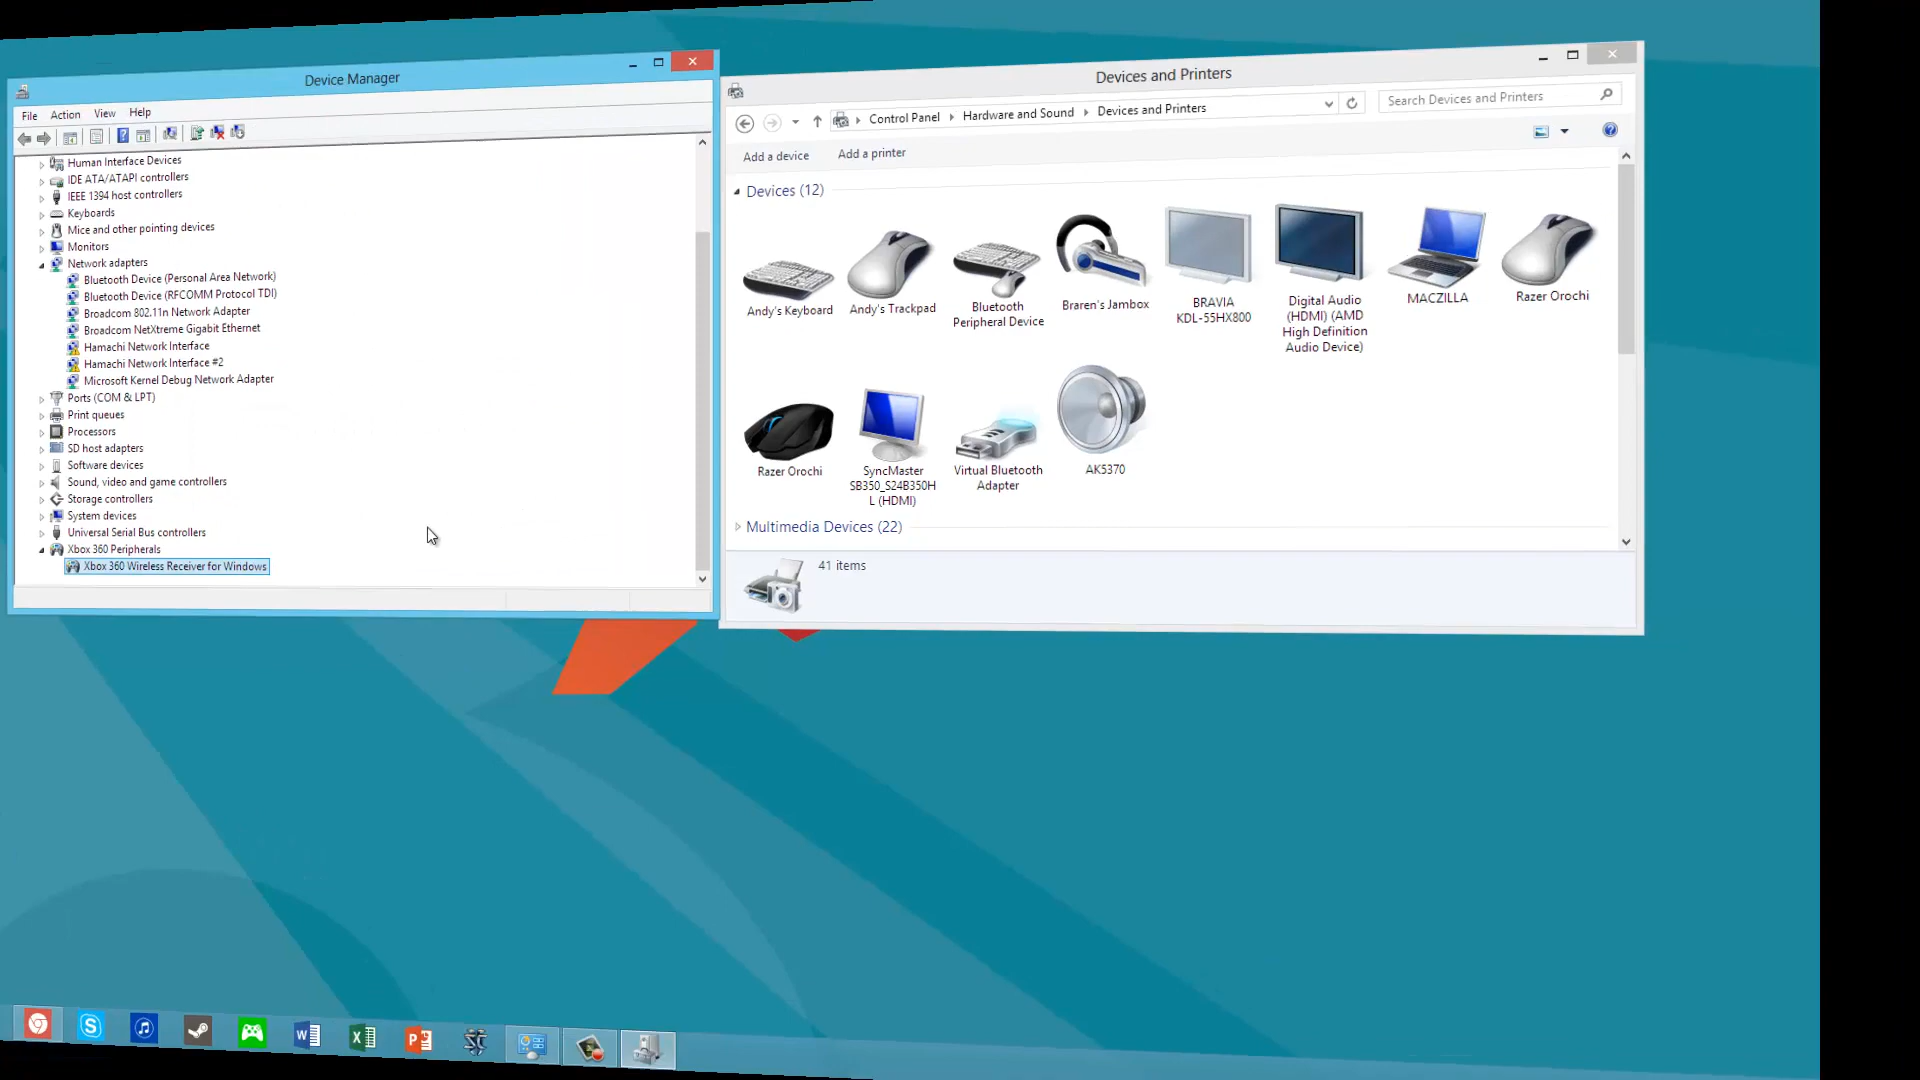 Device Manager
File Action View Help
Human Interface Devices
IDE ATA/ATAPI controllers
IEEE 1394 host controllers
Keyboards
Mice and other pointing devices
Monitors
Network adapters
Bluetooth Device (Personal Area Network)
Bluetooth Device (RFCOMM Protocol TDI)
Broadcom 802.11n Network Adapter
Broadcom NetXtreme Gigabit Ethernet
Hamachi Network Interface
Hamachi Network Interface #2
Microsoft Kernel Debug Network Adapter
Ports (COM & LPT)
Print queues
Processors
SD host adapters
Software devices
Sound, video and game controllers
Storage controllers
System devices
Universal Serial Bus controllers
Xbox 360 Peripherals
Xbox 360 Wireless Receiver for Windows
Devices and Printers
Control Panel Hardware and Sound Devices and Printers
Search Devices and Printers
Add a device Add a printer
Devices (12)
Andy's Keyboard
Andy's Trackpad
Bluetooth
Peripheral Device
Braren's Jambox
BRAVIA
KDL-55HX800
Digital Audio
(HDMI) (AMD
High Definition
Audio Device)
MACZILLA
Razer Orochi
Razer Orochi
SyncMaster
SB350_S24B350H
L (HDMI)
Virtual Bluetooth
Adapter
AK5370
Multimedia Devices (22)
41 items